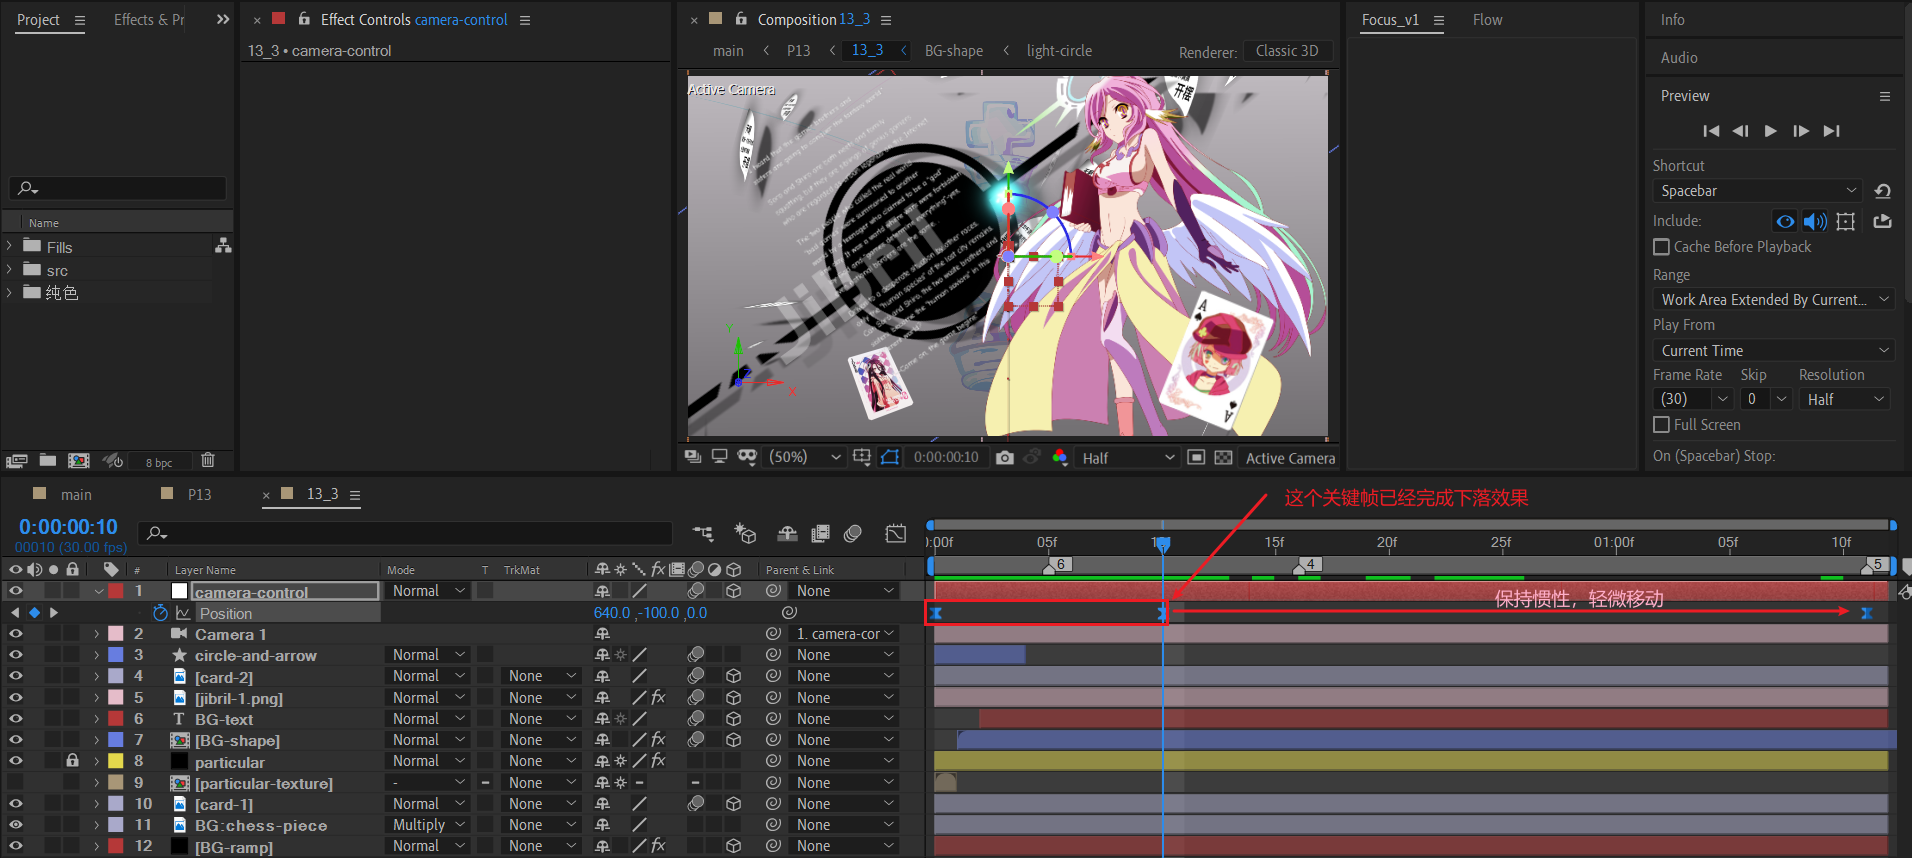 Project
Effects & Pr
Effect Controls camera-control
Composition 13_3
Focus_v1
Flow
Info
13_3 • camera-control
main
P13
13_3
BG-shape
light-circle
Renderer:
Classic 3D
Audio
Active Camera
Preview
Shortcut
Spacebar
Include:
Cache Before Playback
Range
Work Area Extended By Current...
Play From
Current Time
Frame Rate
Skip
Resolution
(30)
0
Half
Full Screen
On (Spacebar) Stop:
Name
Fills
src
纯色
8 bpc
jibril
Y
Z
X
A
A
(50%)
0:00:00:10
Half
Active Camera
main
P13
13_3
这个关键帧已经完成下落效果
0:00:00:10
00010 (30.00 fps)
:00f
05f
15f
20f
25f
01:00f
05f
10f
6
4
5
#
Layer Name
Mode
T
TrkMat
fx
Parent & Link
1
camera-control
Normal
None
Position
640.0 ,-100.0,0.0
保持惯性，轻微移动
2
Camera 1
1. camera-cor
3
circle-and-arrow
Normal
None
4
[card-2]
Normal
None
None
5
[jibril-1.png]
Normal
None
fx
None
6
T
BG-text
Normal
None
None
7
[BG-shape]
Normal
None
fx
None
8
particular
Normal
None
fx
None
9
[particular-texture]
-
None
None
10
[card-1]
Normal
None
None
11
BG:chess-piece
Multiply
None
None
12
[BG-ramp]
Normal
None
fx
None